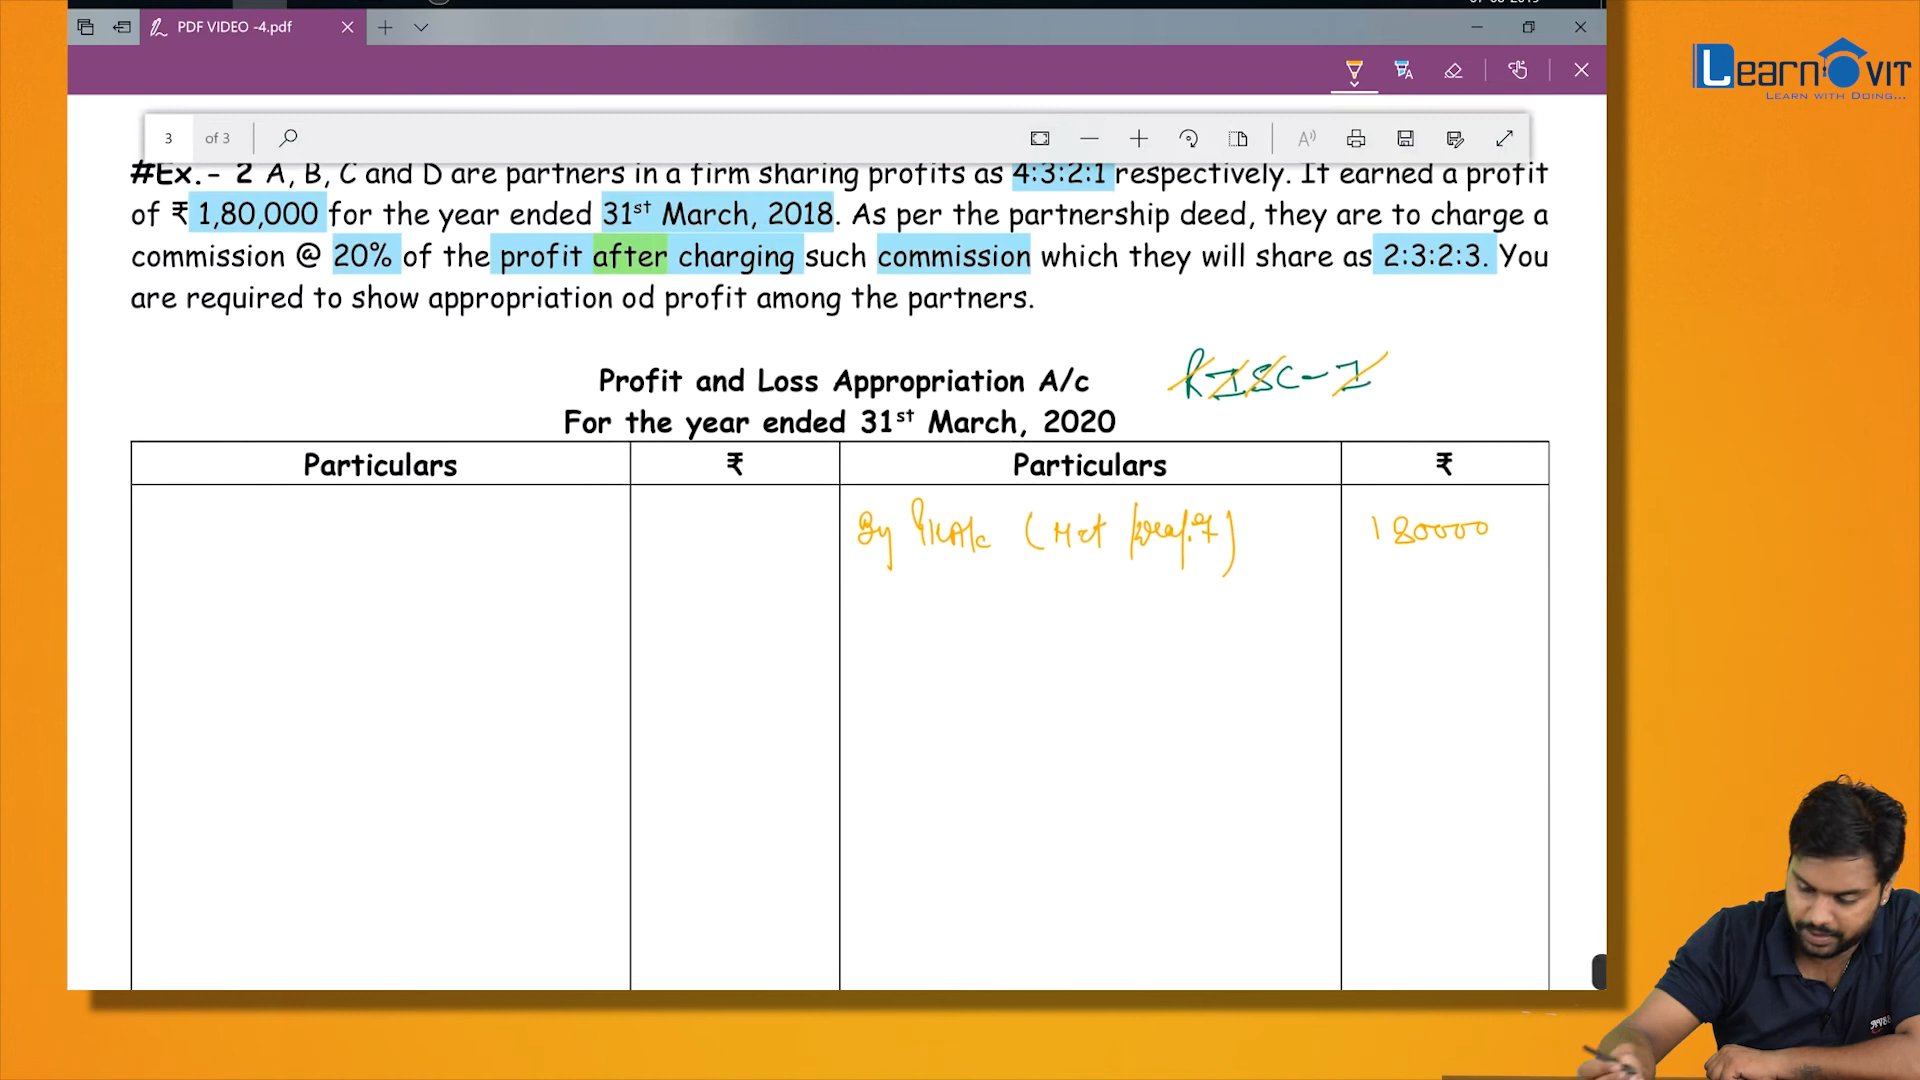 PDF VIDEO -4.pdf
LearnOVIT
LEARN WITH DOING...
3 of 3
#Ex.- 2 A, B, C and D are partners in a firm sharing profits as 4:3:2:1 respectively. It earned a profit
of ₹ 1,80,000 for the year ended 31st March, 2018. As per the partnership deed, they are to charge a
commission @ 20% of the profit after charging such commission which they will share as 2:3:2:3. You
are required to show appropriation od profit among the partners.
Profit and Loss Appropriation A/c
RISC-I
For the year ended 31st March, 2020
Particulars ₹ Particulars ₹
By (Net profit) 180000